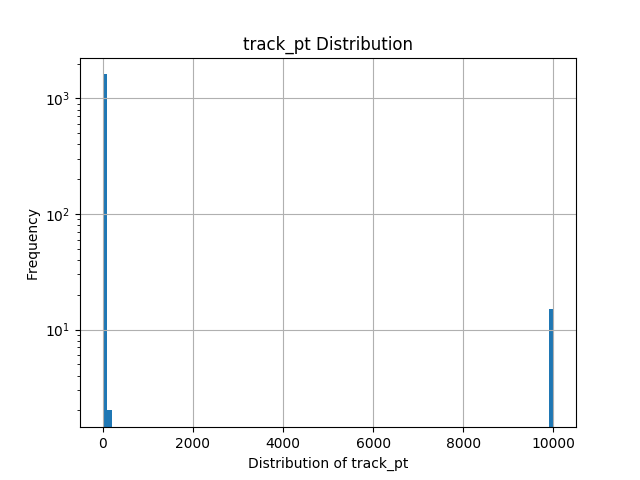 track_pt Distribution
Frequency
10³
10²
10¹
0 2000 4000 6000 8000 10000
Distribution of track_pt